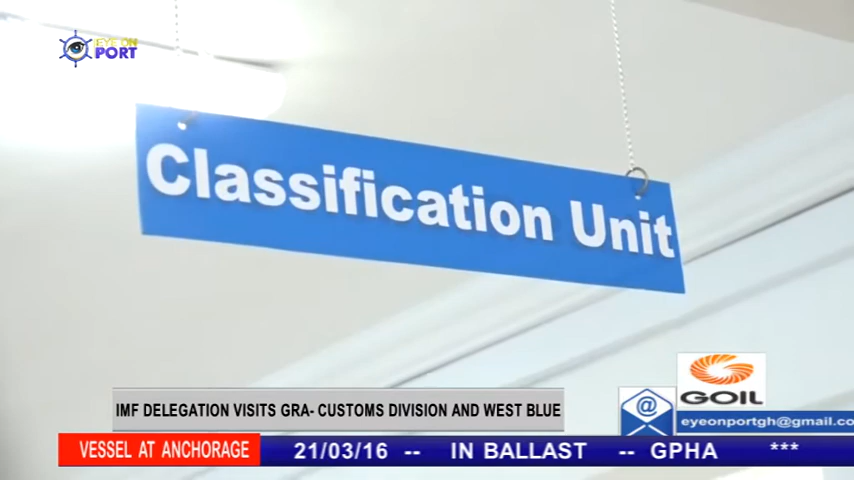 EYE ON
PORT
Classification Unit
GOIL
IMF DELEGATION VISITS GRA- CUSTOMS DIVISION AND WEST BLUE
eyeonportgh@gmail.co
VESSEL AT ANCHORAGE
21/03/16 -- IN BALLAST -- GPHA ***